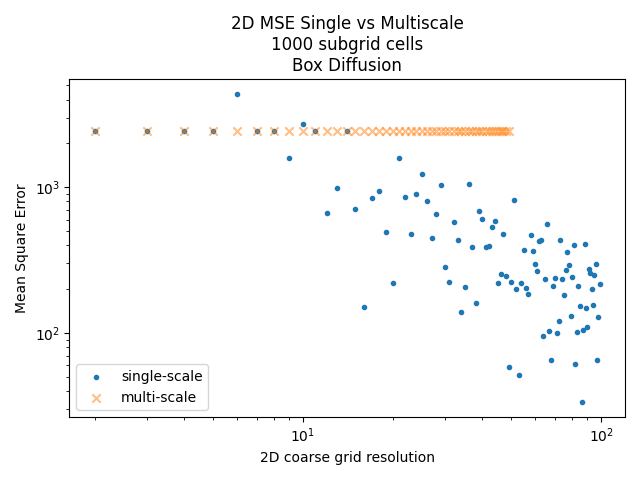 2D MSE Single vs Multiscale
1000 subgrid cells
Box Diffusion
Mean Square Error
10³
10²
single-scale
multi-scale
10¹
10²
2D coarse grid resolution